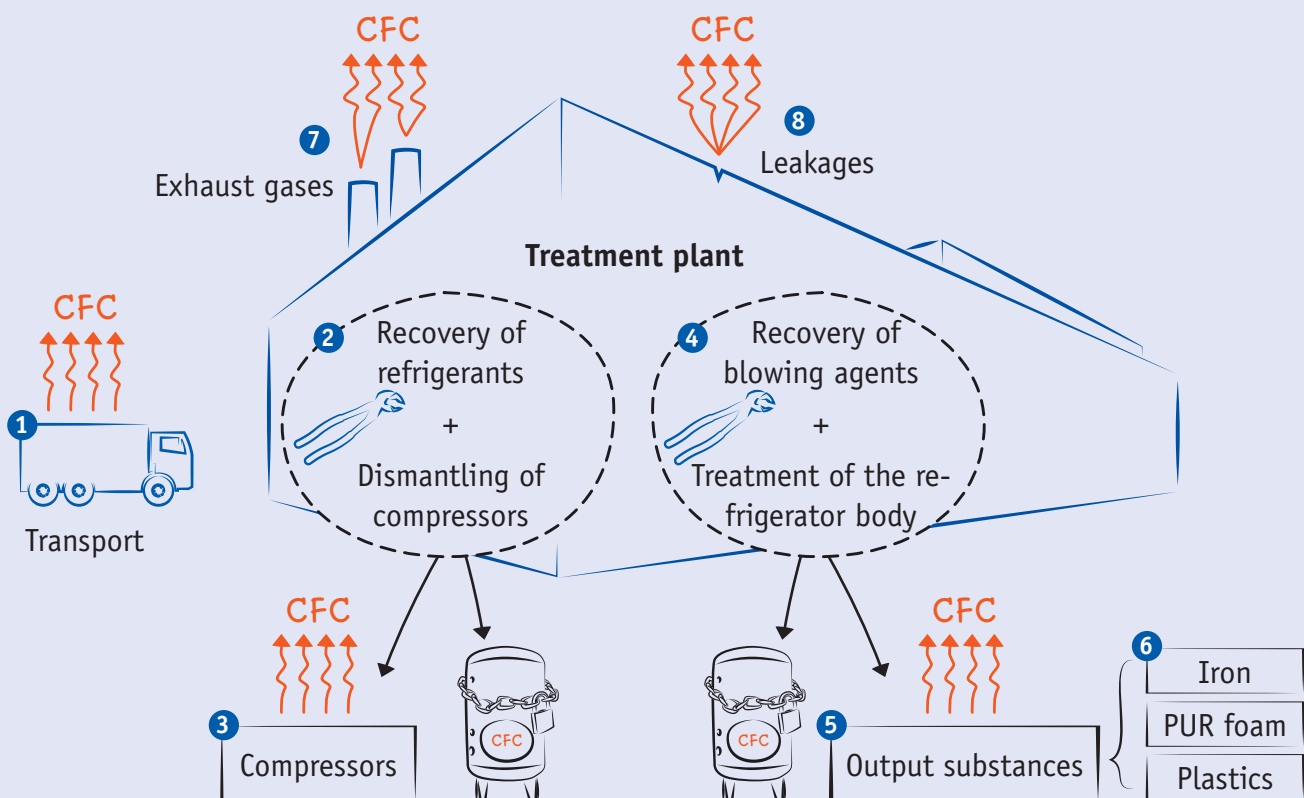 CFC
CFC
7
8
Exhaust gases
Leakages
Treatment plant
CFC
1
Transport
2
Recovery of
refrigerants
+
Dismantling of
compressors
4
Recovery of
blowing agents
+
Treatment of the re-
frigerator body
CFC
3
Compressors
CFC
CFC
CFC
5
Output substances
6
Iron
PUR foam
Plastics